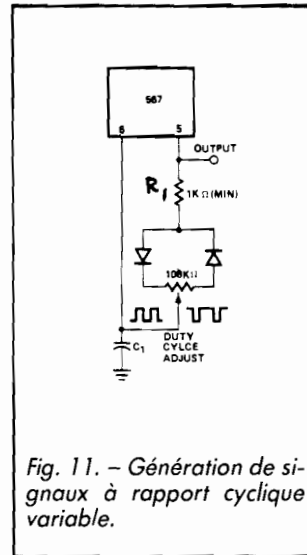 567
6 5
OUTPUT
R1 1KΩ(MIN)
100KΩ
C1
DUTY
CYLCE
ADJUST
Fig. 11. – Génération de si-
gnaux à rapport cyclique
variable.